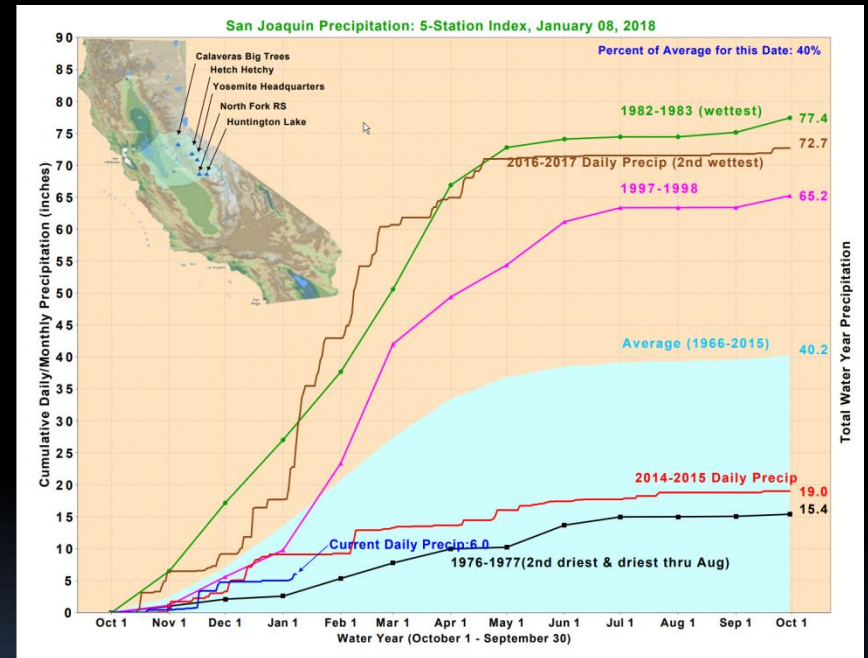 San Joaquin Precipitation: 5-Station Index, January 08, 2018
Percent of Average for this Date: 40%
Calaveras Big Trees
Hetch Hetchy
Yosemite Headquarters
North Fork RS
Huntington Lake
Cumulative Daily/Monthly Precipitation (inches)
90
85
80
75
70
65
60
55
50
45
40
35
30
25
20
15
10
5
0
1982-1983 (wettest)
77.4
72.7
2016-2017 Daily Precip (2nd wettest)
1997-1998
65.2
Average (1966-2015)
40.2
2014-2015 Daily Precip
19.0
15.4
Current Daily Precip:6.0
1976-1977(2nd driest & driest thru Aug)
Total Water Year Precipitation
Oct 1 Nov 1 Dec 1 Jan 1 Feb 1 Mar 1 Apr 1 May 1 Jun 1 Jul 1 Aug 1 Sep 1 Oct 1
Water Year (October 1 - September 30)